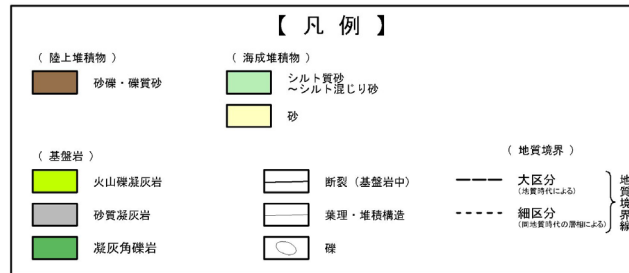 【 凡 例 】
（ 陸上堆積物 ）
砂礫・礫質砂
（ 海成堆積物 ）
シルト質砂
～シルト混じり砂
砂
（ 基盤岩 ）
火山礫凝灰岩
砂質凝灰岩
凝灰角礫岩
断裂（基盤岩中）
葉理・堆積構造
礫
（ 地質境界 ）
大区分
（地質時代による）
細区分
（同地質時代の層相による）
地質境界線